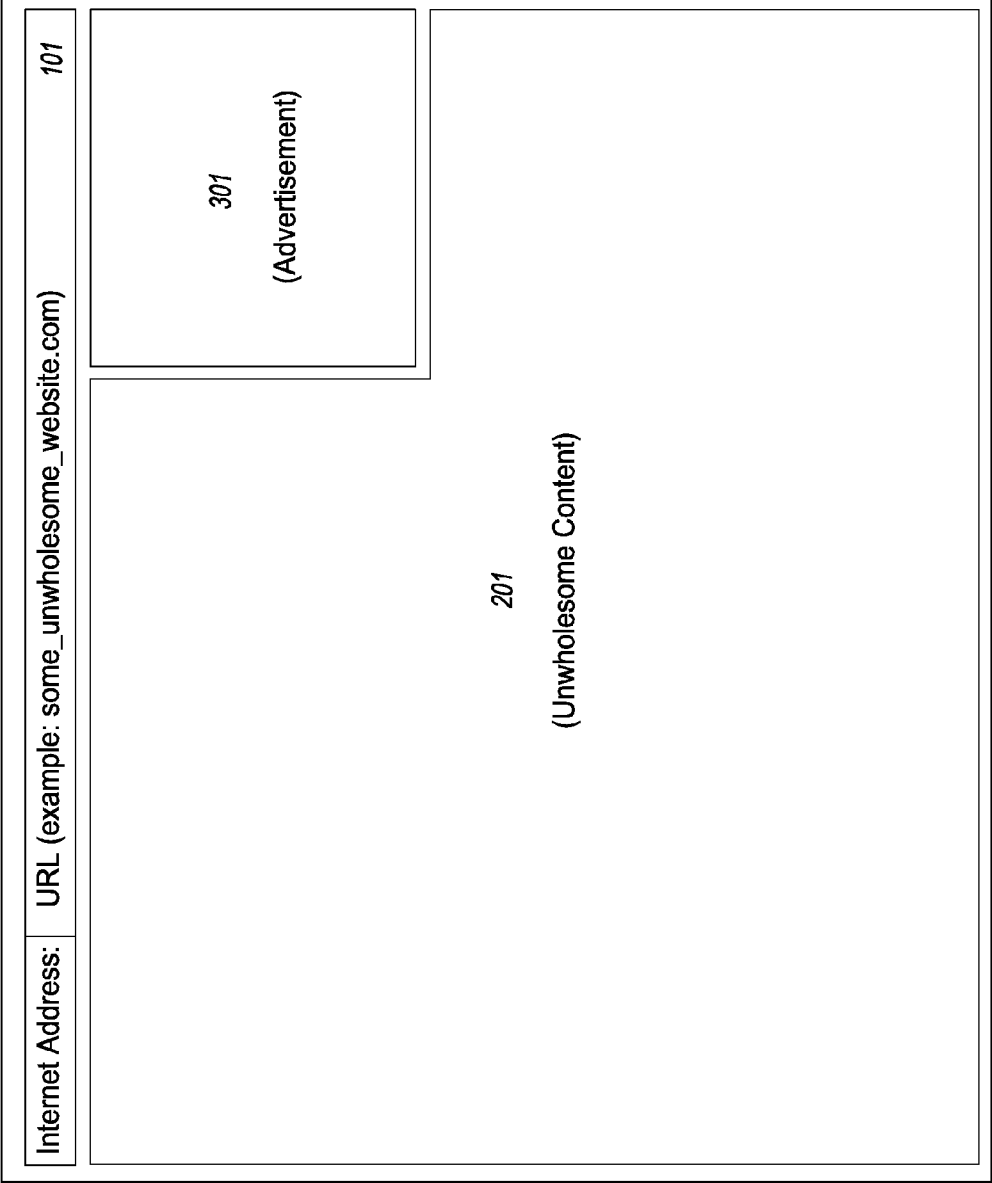 Internet Address: URL (example: some_unwholesome_website.com) 101
301
(Advertisement)
201
(Unwholesome Content)